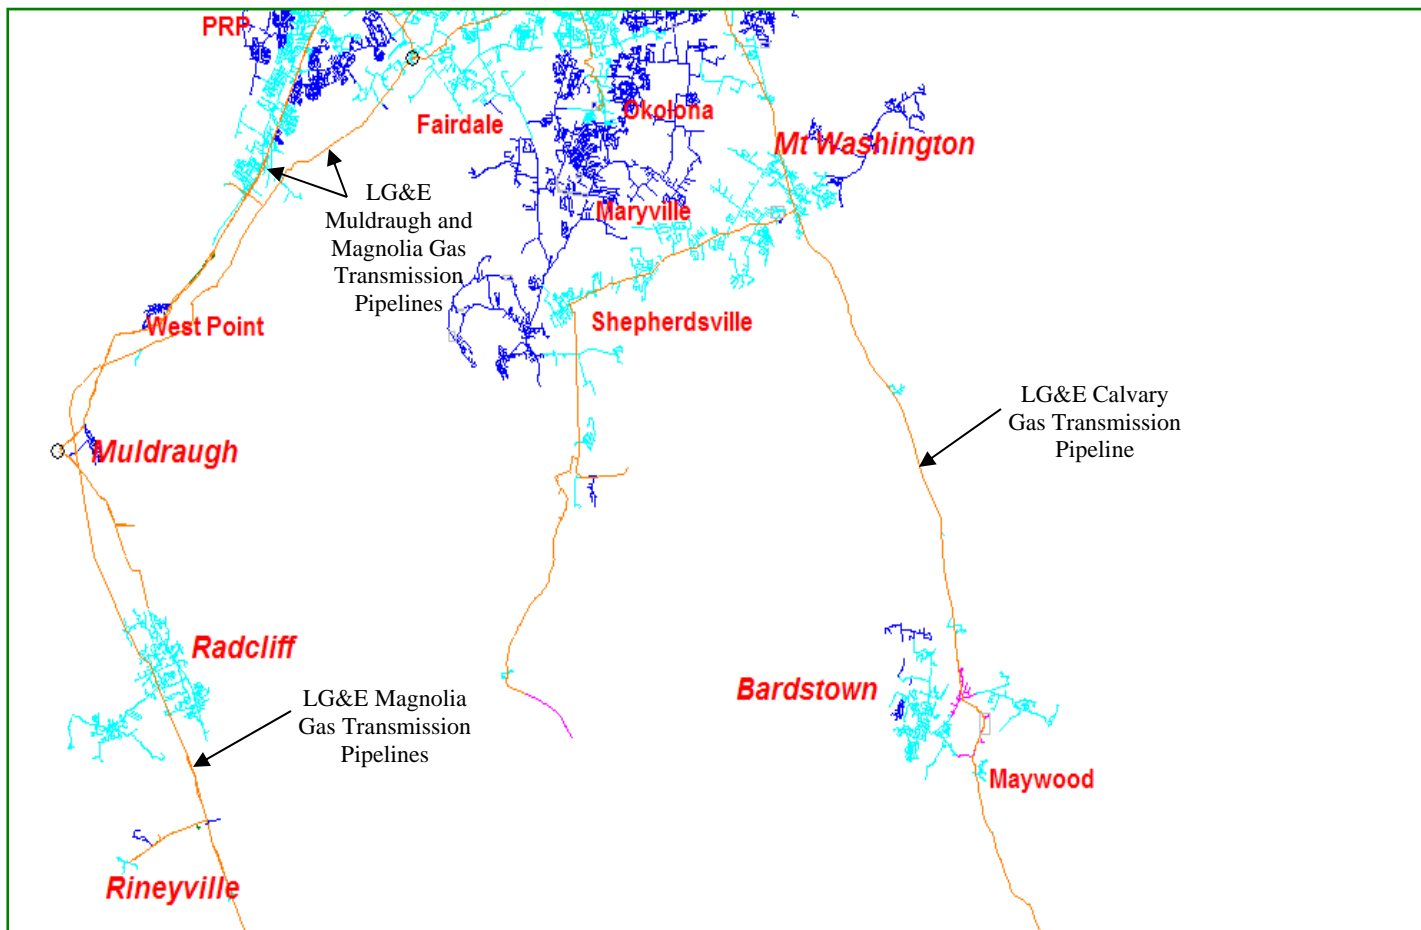 PRP
Fairdale
Okolona
Mt Washington
LG&E
Muldraugh and
Magnolia Gas
Transmission
Pipelines
Maryville
West Point
Shepherdsville
LG&E Calvary
Gas Transmission
Pipeline
Muldraugh
Radcliff
Bardstown
LG&E Magnolia
Gas Transmission
Pipelines
Maywood
Rineyville